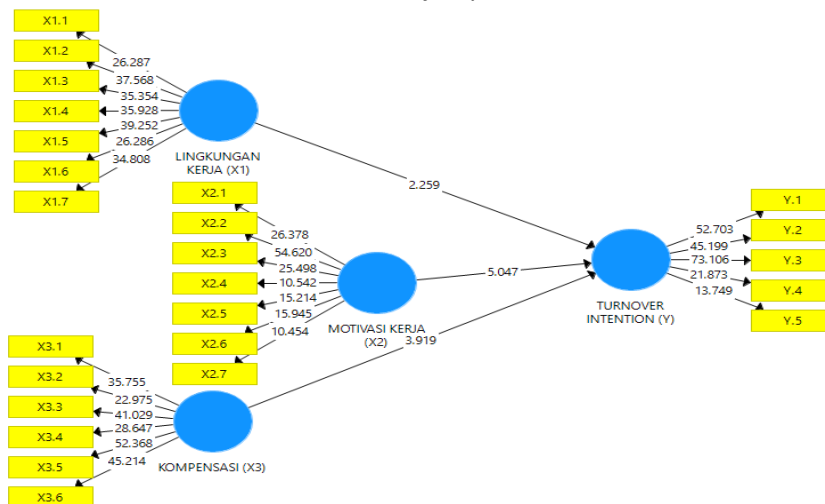 X1.1
X1.2
X1.3
X1.4
X1.5
X1.6
X1.7
26.287
37.568
35.354
35.928
39.252
26.286
34.808
LINGKUNGAN
KERJA (X1)
2.259
X2.1
X2.2
X2.3
X2.4
X2.5
X2.6
X2.7
26.378
54.620
25.498
10.542
15.214
15.945
10.454
MOTIVASI KERJA
(X2)
5.047
3.919
X3.1
X3.2
X3.3
X3.4
X3.5
X3.6
35.755
22.975
41.029
28.647
52.368
45.214
KOMPENSASI (X3)
TURNOVER
INTENTION (Y)
52.703
45.199
73.106
21.873
13.749
Y.1
Y.2
Y.3
Y.4
Y.5